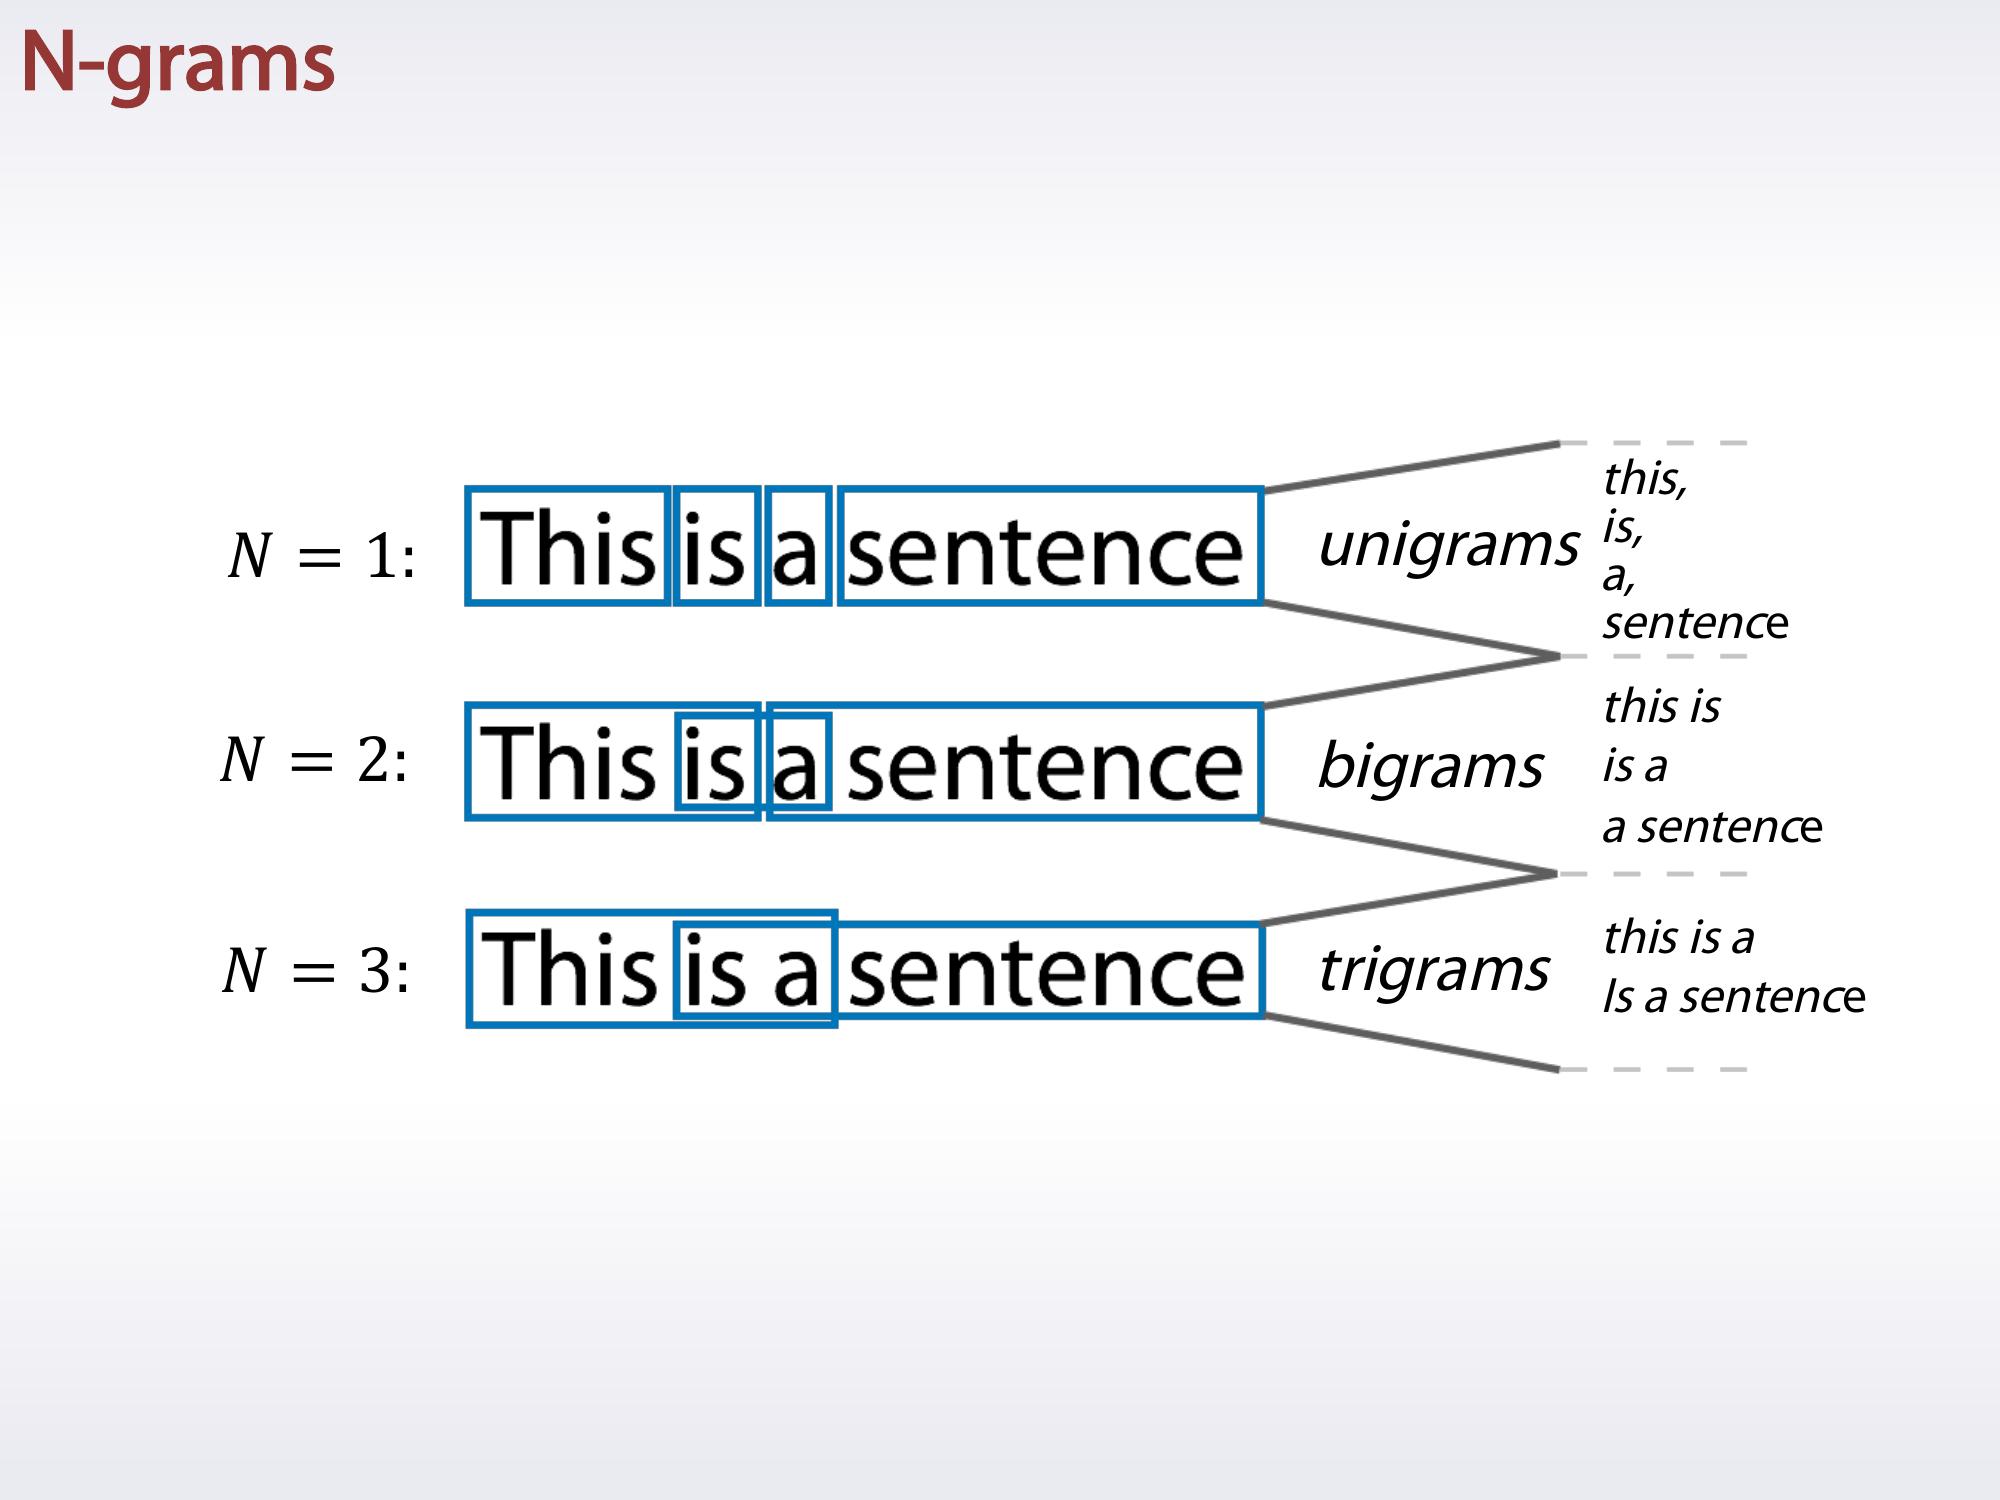 N-grams
N = 1: This is a sentence unigrams
this,
is,
a,
sentence
N = 2: This is a sentence bigrams
this is
is a
a sentence
N = 3: This is a sentence trigrams
this is a
Is a sentence